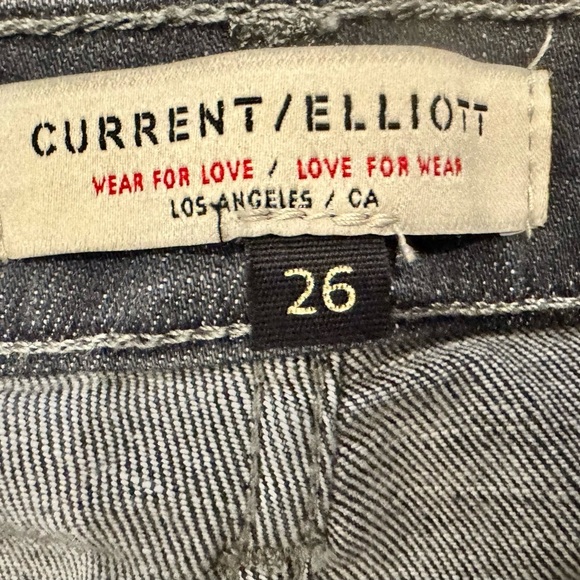 CURRENT/ELLIOTT
WEAR FOR LOVE / LOVE FOR WEAR
LOS ANGELES / CA
26